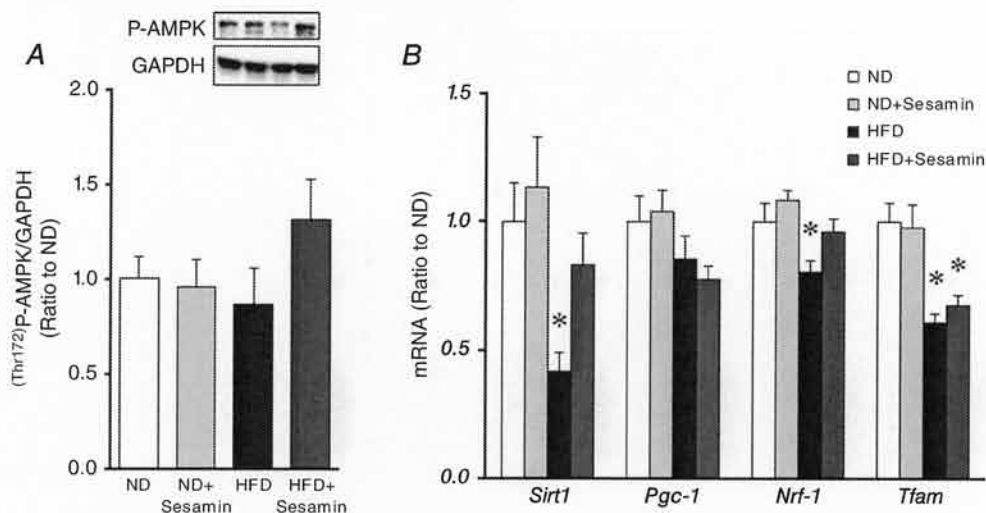 P-AMPK
GAPDH
A
2.0
1.5
1.0
0.5
0.0
(Thr172)P-AMPK/GAPDH
(Ratio to ND)
ND
ND+
Sesamin
HFD
HFD+
Sesamin
B
ND
ND+Sesamin
HFD
HFD+Sesamin
1.5
1.0
0.5
0.0
mRNA (Ratio to ND)
*
*
*
*
Sirt1
Pgc-1
Nrf-1
Tfam